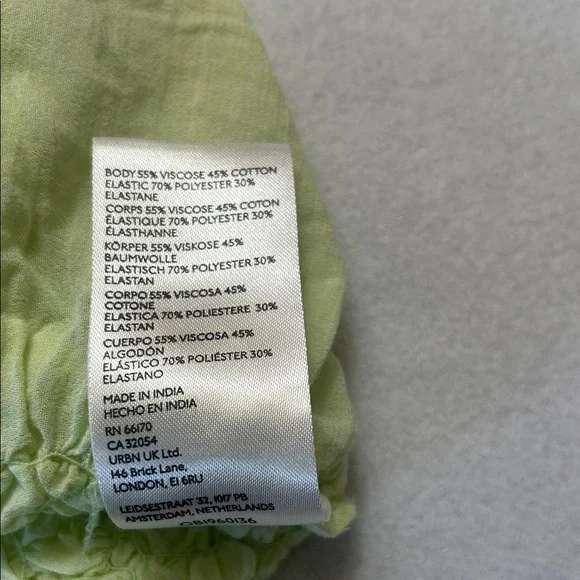 BODY 55% VISCOSE 45% COTTON
ELASTIC 70% POLYESTER 30%
ELASTANE
CORPS 55% VISCOSE 45% COTON
ELASTIQUE 70% POLYESTER 30%
ÉLASTHANNE
KÖRPER 55% VISKOSE 45%
BAUMWOLLE
ELASTISCH 70% POLYESTER 30%
ELASTAN
CORPO 55% VISCOSA 45%
COTONE
ELASTICA 70% POLIESTERE 30%
ELASTAN
CUERPO 55% VISCOSA 45%
ALGODÓN
ELÁSTICO 70% POLIÉSTER 30%
ELASTANO
MADE IN INDIA
HECHO EN INDIA
RN 66170
CA 32054
URBN UK Ltd.
146 Brick Lane,
LONDON, E1 6RU
LEIDSESTRAAT 32, 1017 PB
AMSTERDAM, NETHERLANDS
OB1960136